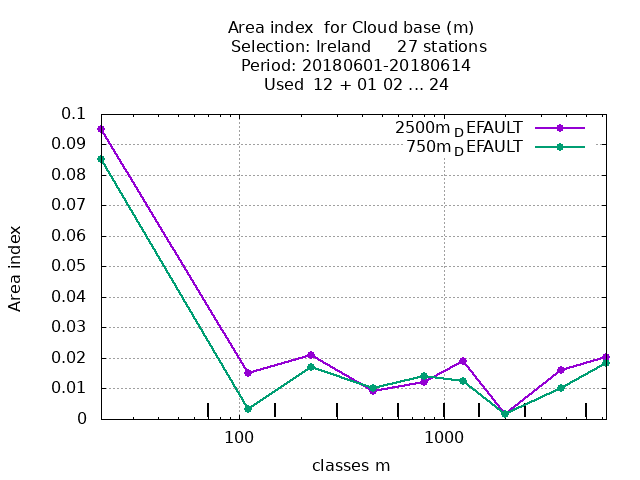 Area index  for Cloud base (m)
Selection: Ireland     27 stations
Period: 20180601-20180614
Used  12 + 01 02 ... 24
2500m_DEFAULT
750m_DEFAULT
0.1
0.09
0.08
0.07
0.06
0.05
0.04
0.03
0.02
0.01
0
Area index
100
1000
classes m